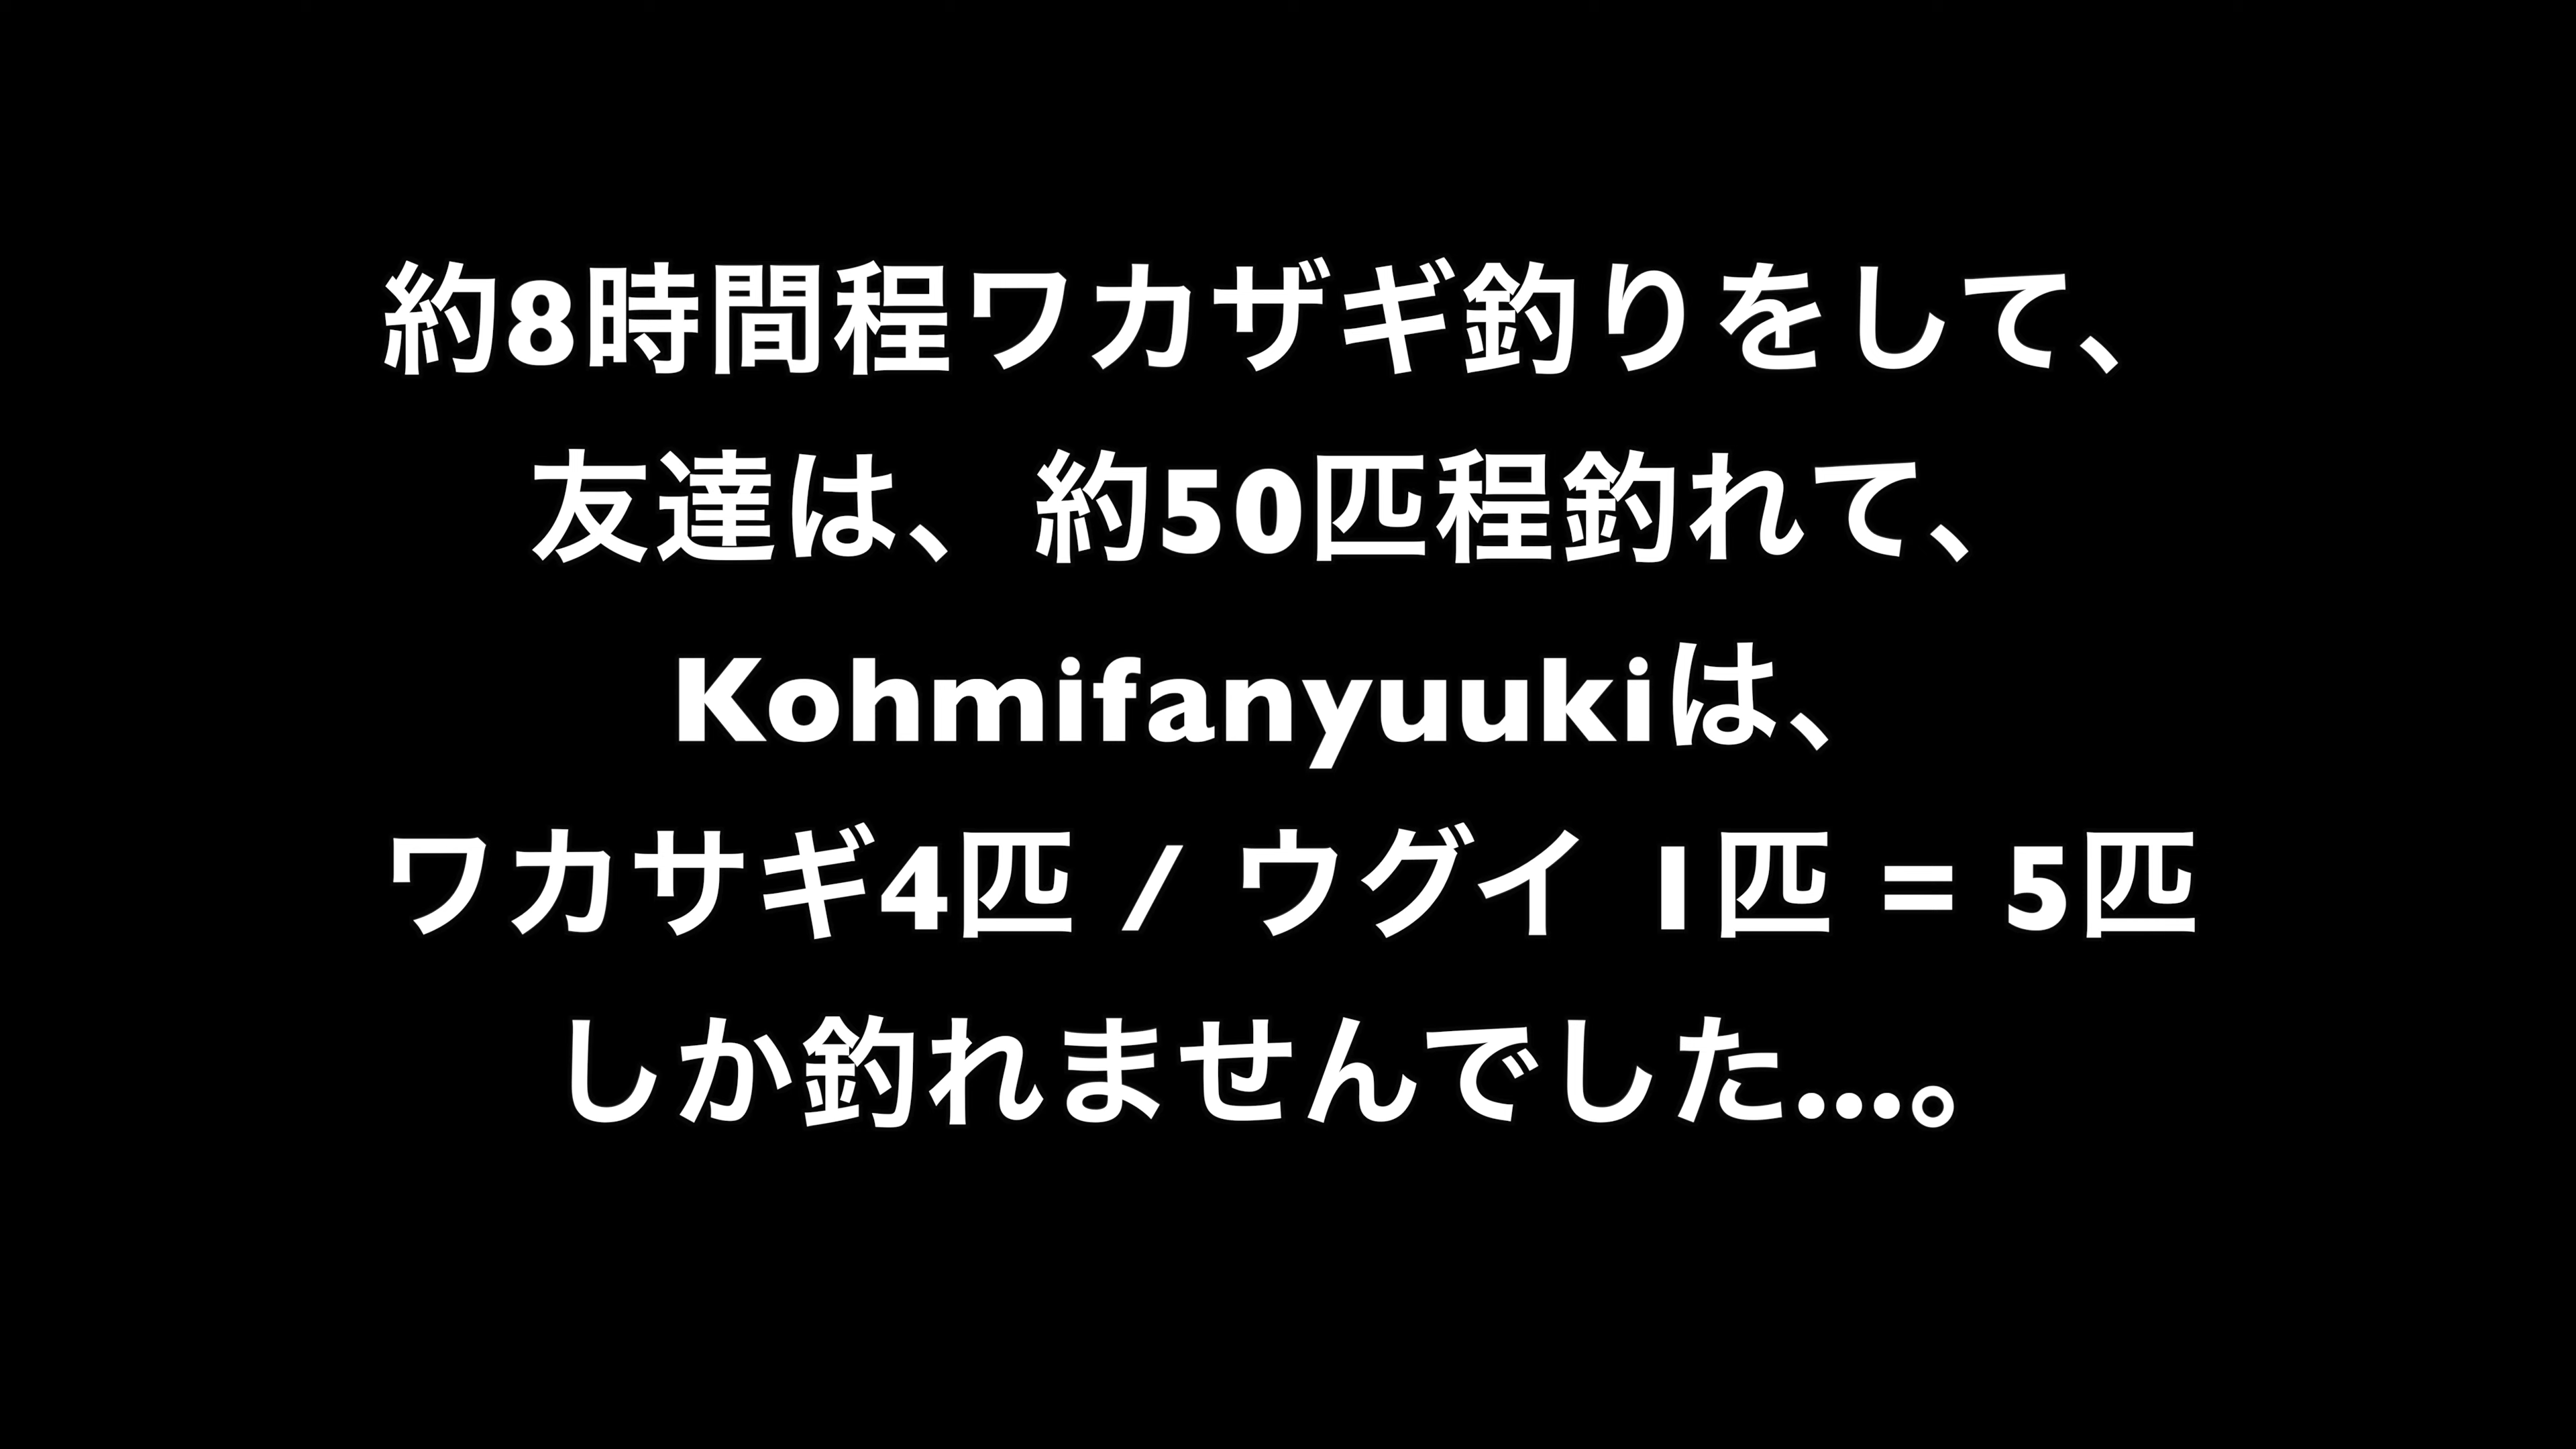 約8時間程ワカザギ釣りをして、
友達は、約50匹程釣れて、
Kohmifanyuukiは、
ワカサギ4匹 / ウグイ 1匹 = 5匹
しか釣れませんでした...。